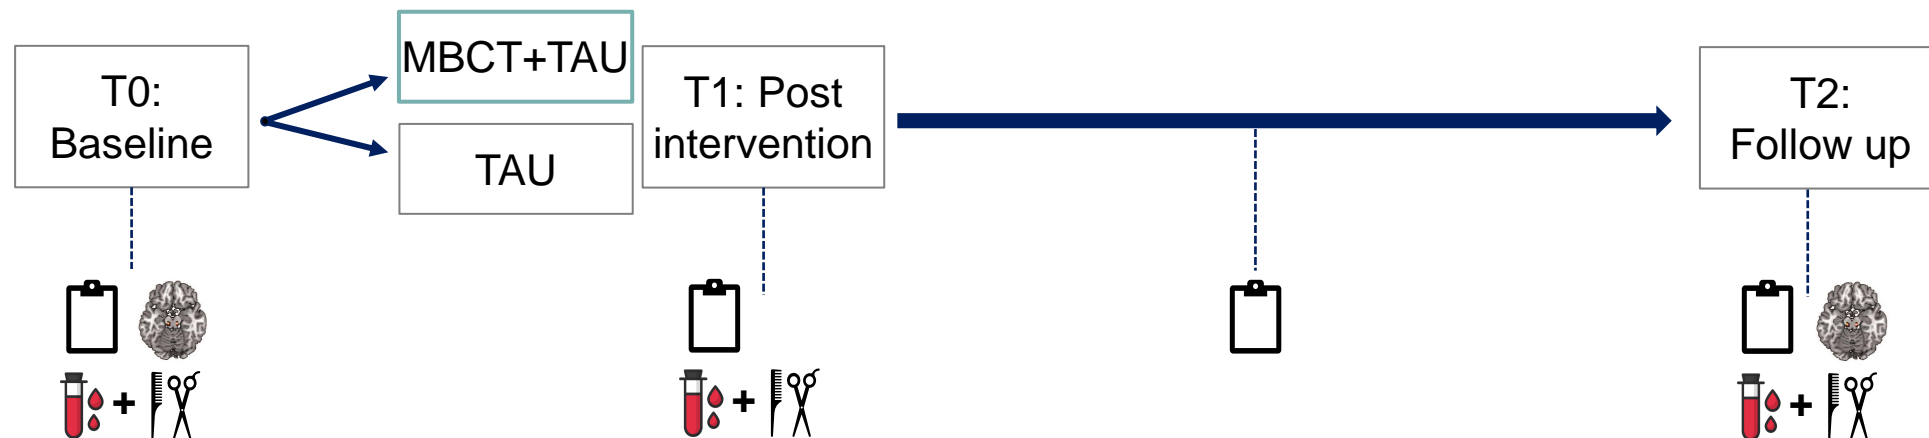 T0:
Baseline
MBCT+TAU
TAU
T1: Post
intervention
T2:
Follow up
+
+
+